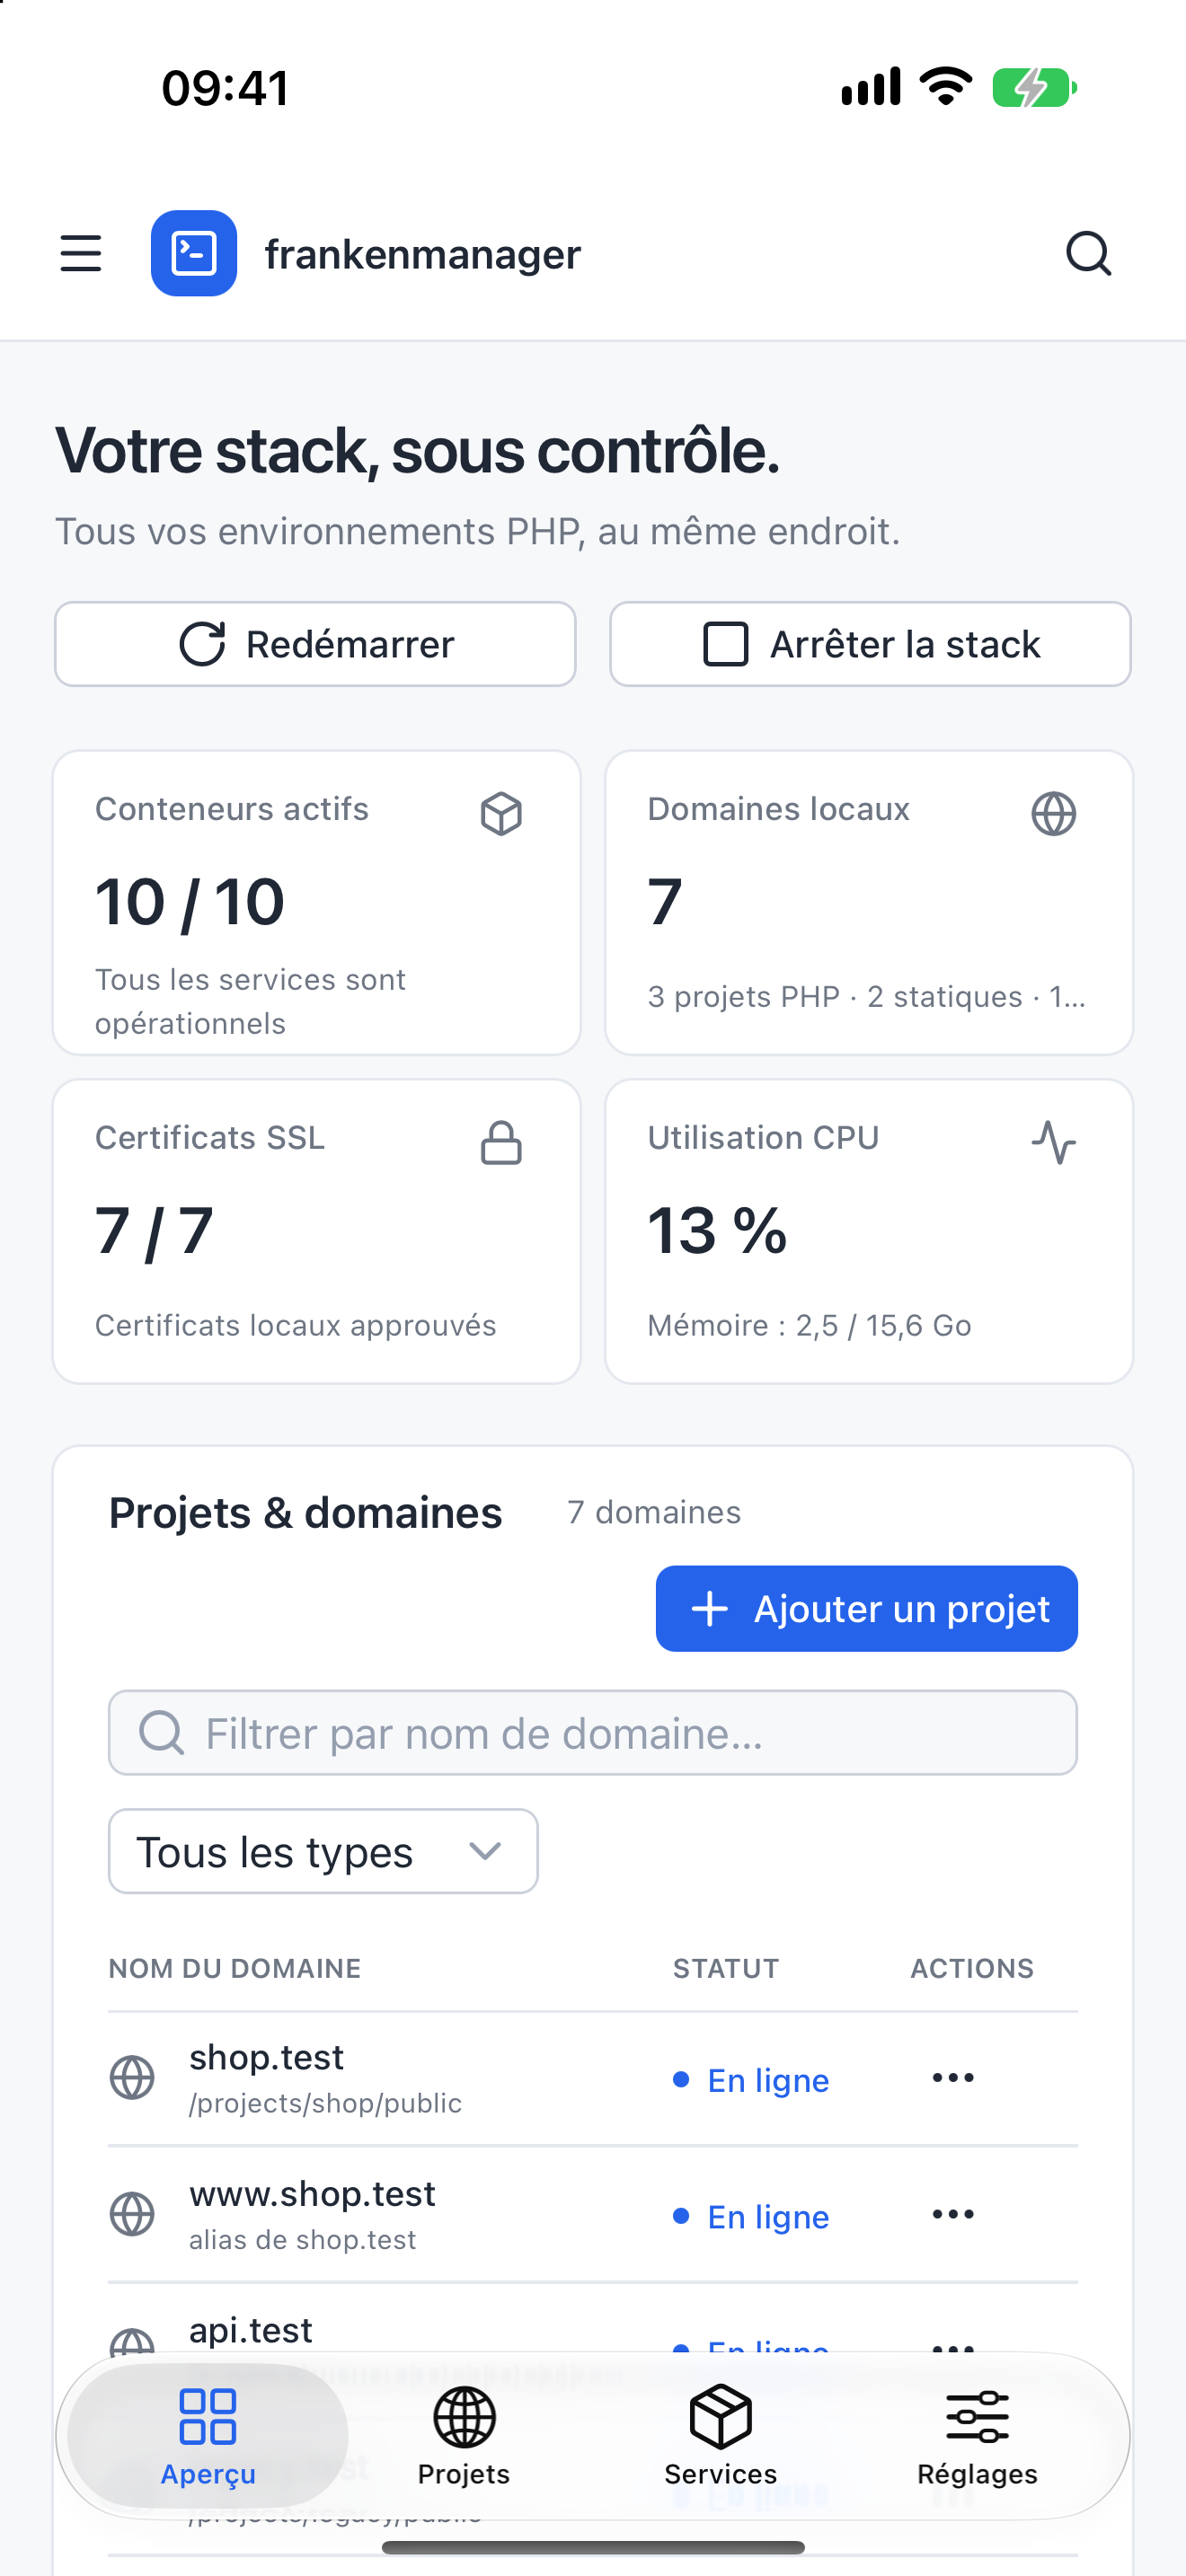 09:41
frankenmanager
Votre stack, sous contrôle.
Tous vos environnements PHP, au même endroit.
Redémarrer
Arrêter la stack
Conteneurs actifs
10 / 10
Tous les services sont
opérationnels
Domaines locaux
7
3 projets PHP · 2 statiques · 1...
Certificats SSL
7 / 7
Certificats locaux approuvés
Utilisation CPU
13 %
Mémoire : 2,5 / 15,6 Go
Projets & domaines
7 domaines
Ajouter un projet
Filtrer par nom de domaine...
Tous les types
NOM DU DOMAINE STATUT ACTIONS
shop.test
/projects/shop/public
En ligne
www.shop.test
alias de shop.test
En ligne
api.test
En ligne
Aperçu
Projets
Services
Réglages